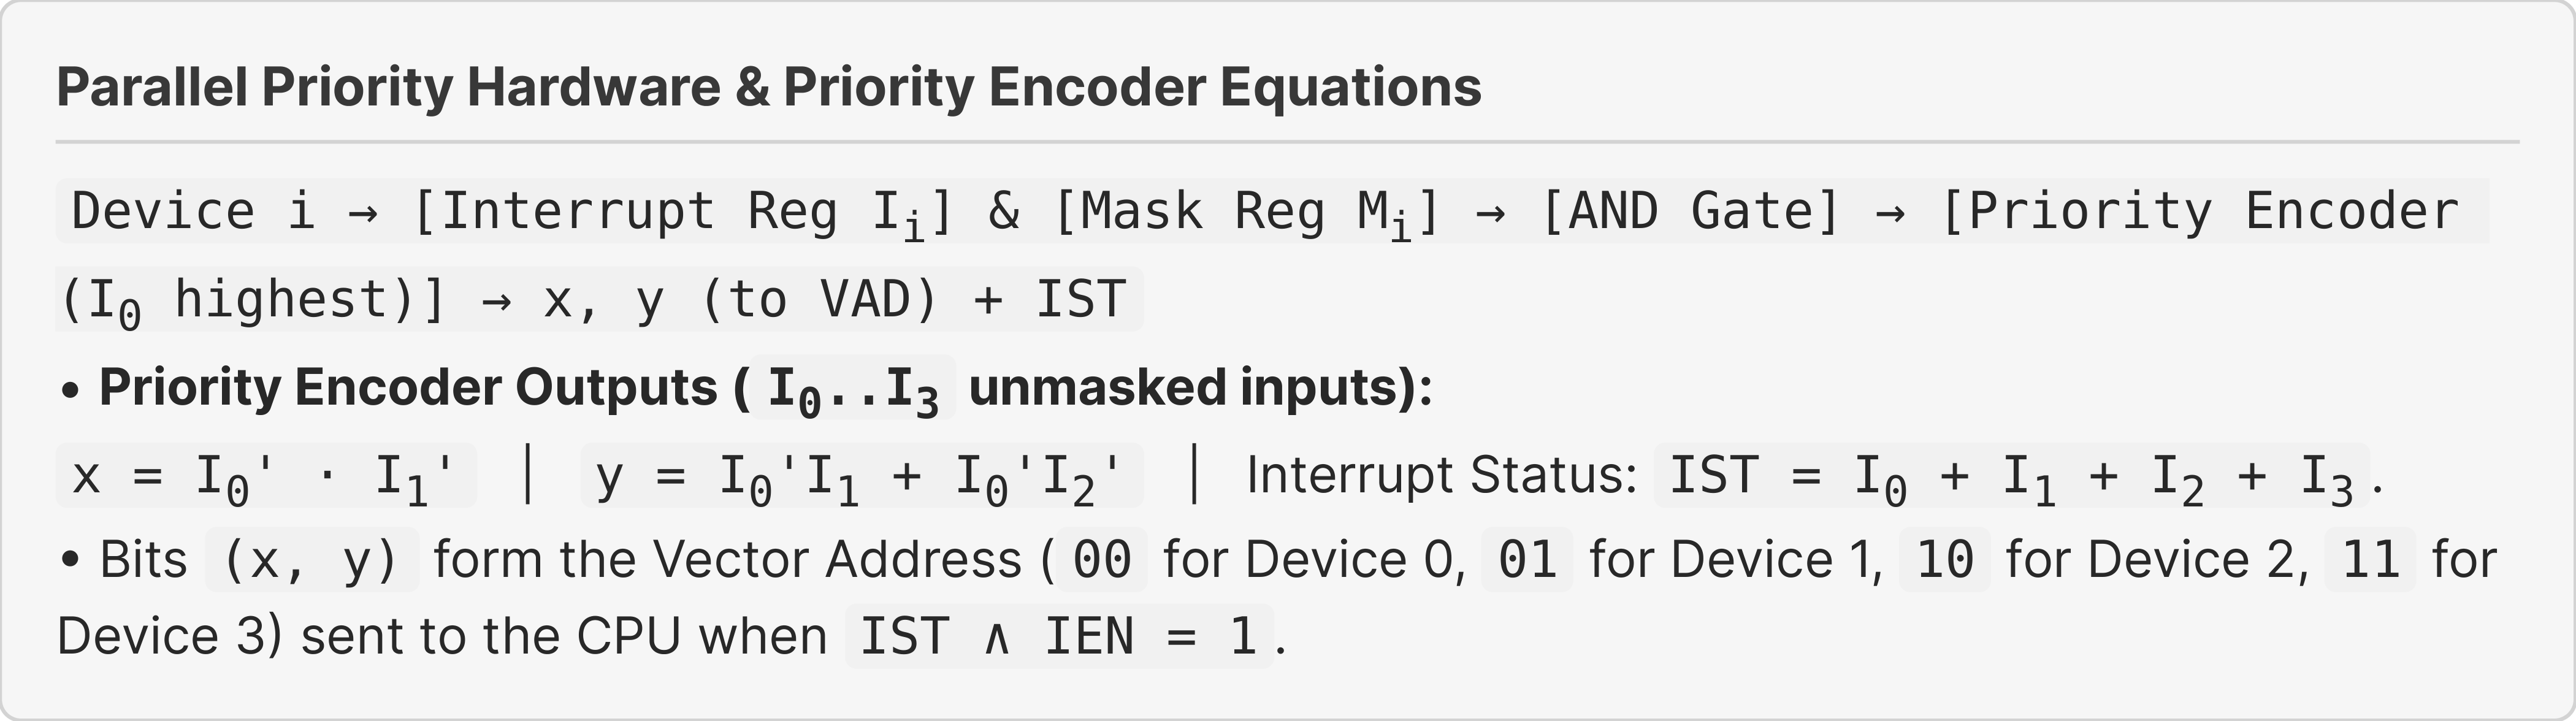 Parallel Priority Hardware & Priority Encoder Equations
Device i → [Interrupt Reg Iᵢ] & [Mask Reg Mᵢ] → [AND Gate] → [Priority Encoder
(I₀ highest)] → x, y (to VAD) + IST
• Priority Encoder Outputs (I₀..I₃ unmasked inputs):
x = I₀' · I₁' | y = I₀'I₁ + I₀'I₂' | Interrupt Status: IST = I₀ + I₁ + I₂ + I₃.
• Bits (x, y) form the Vector Address (00 for Device 0, 01 for Device 1, 10 for Device 2, 11 for
Device 3) sent to the CPU when IST ∧ IEN = 1.